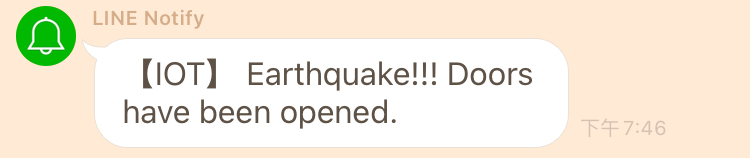 LINE Notify
【IOT】 Earthquake!!! Doors
have been opened.
下午7:46